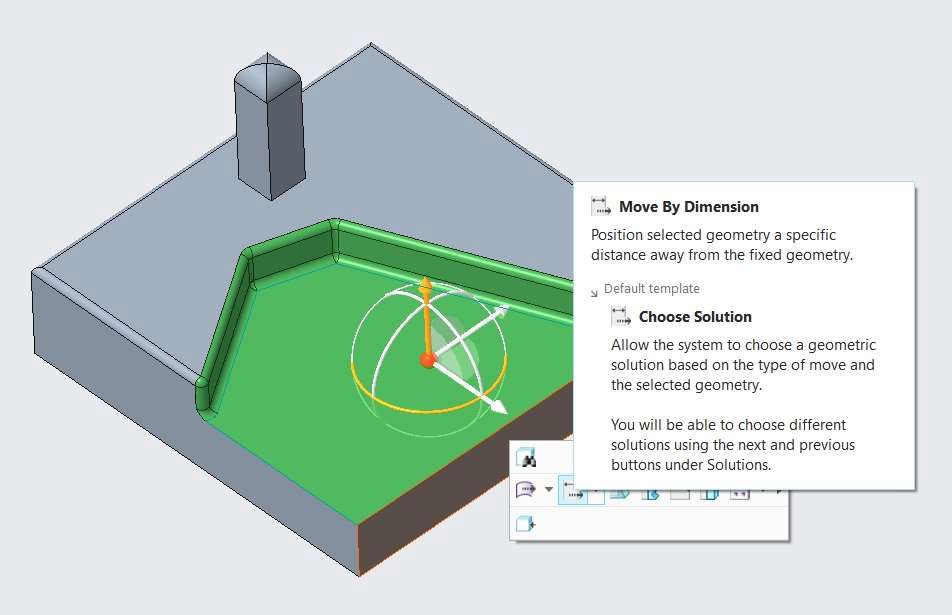 Move By Dimension
Position selected geometry a specific
distance away from the fixed geometry.
Default template
Choose Solution
Allow the system to choose a geometric
solution based on the type of move and
the selected geometry.
You will be able to choose different
solutions using the next and previous
buttons under Solutions.